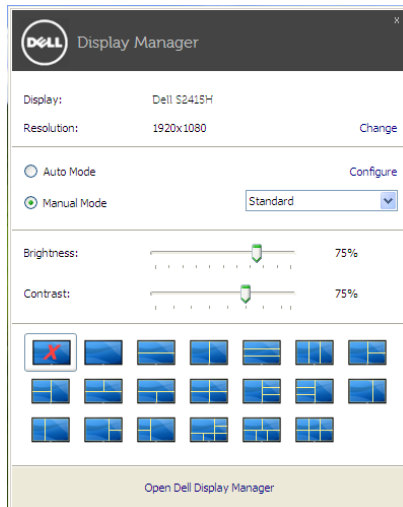 x
DELL Display Manager
Display: Dell S2415H
Resolution: 1920x1080 Change
Auto Mode Configure
Manual Mode Standard
Brightness: 75%
Contrast: 75%
Open Dell Display Manager